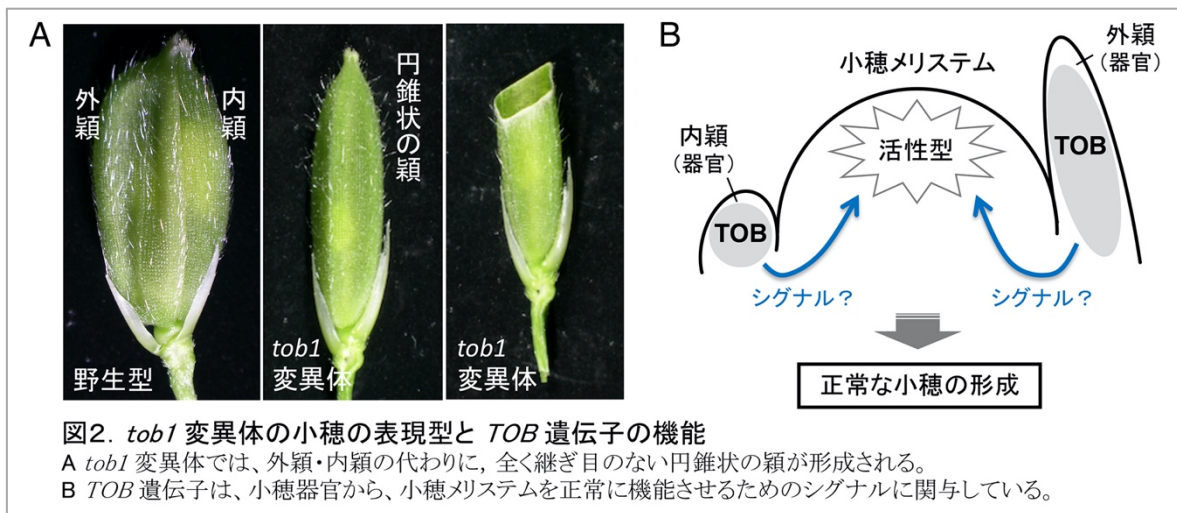 A
外穎
内穎
野生型
円錐状の穎
tob1
変異体
tob1
変異体
B
小穂メリステム
外穎
(器官)
内穎
(器官)
活性型
TOB
TOB
シグナル？
シグナル？
正常な小穂の形成
図2. tob1 変異体の小穂の表現型と TOB 遺伝子の機能
A tob1 変異体では、外穎・内穎の代わりに, 全く継ぎ目のない円錐状の穎が形成される。
B TOB 遺伝子は、小穂器官から、小穂メリステムを正常に機能させるためのシグナルに関与している。